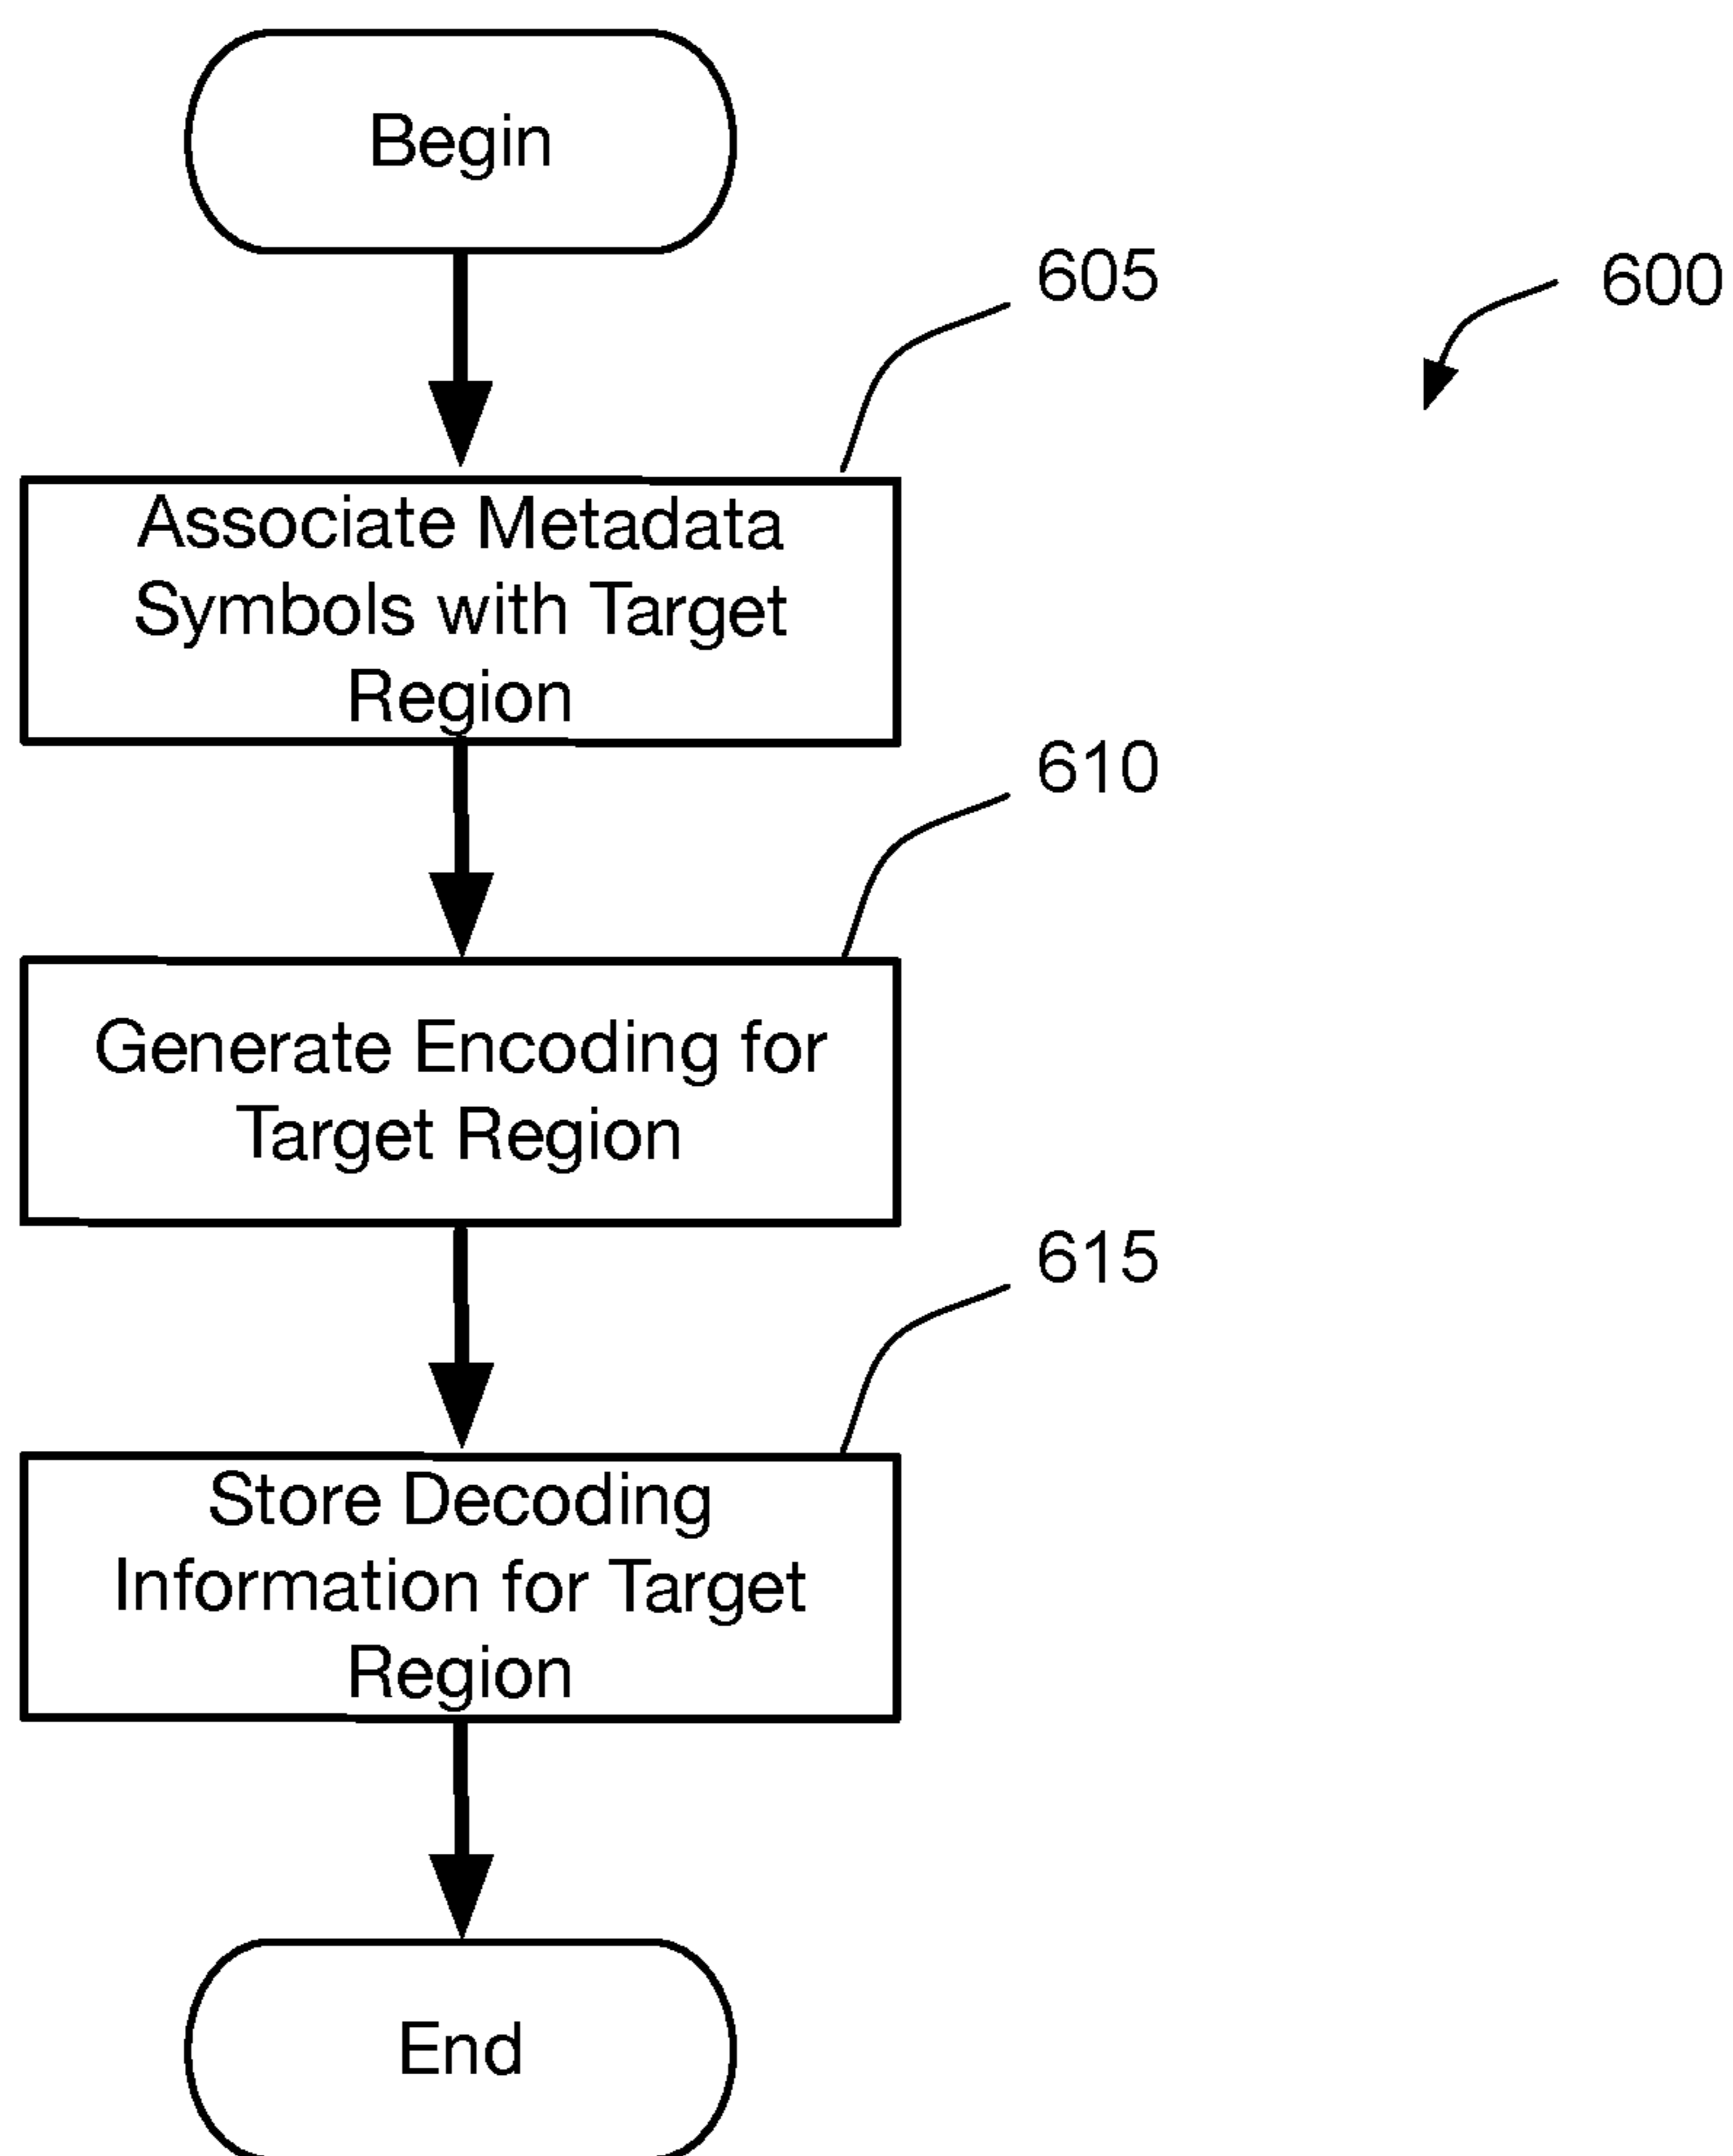 Begin
605
600
Associate Metadata
Symbols with Target
Region
610
Generate Encoding for
Target Region
615
Store Decoding
Information for Target
Region
End